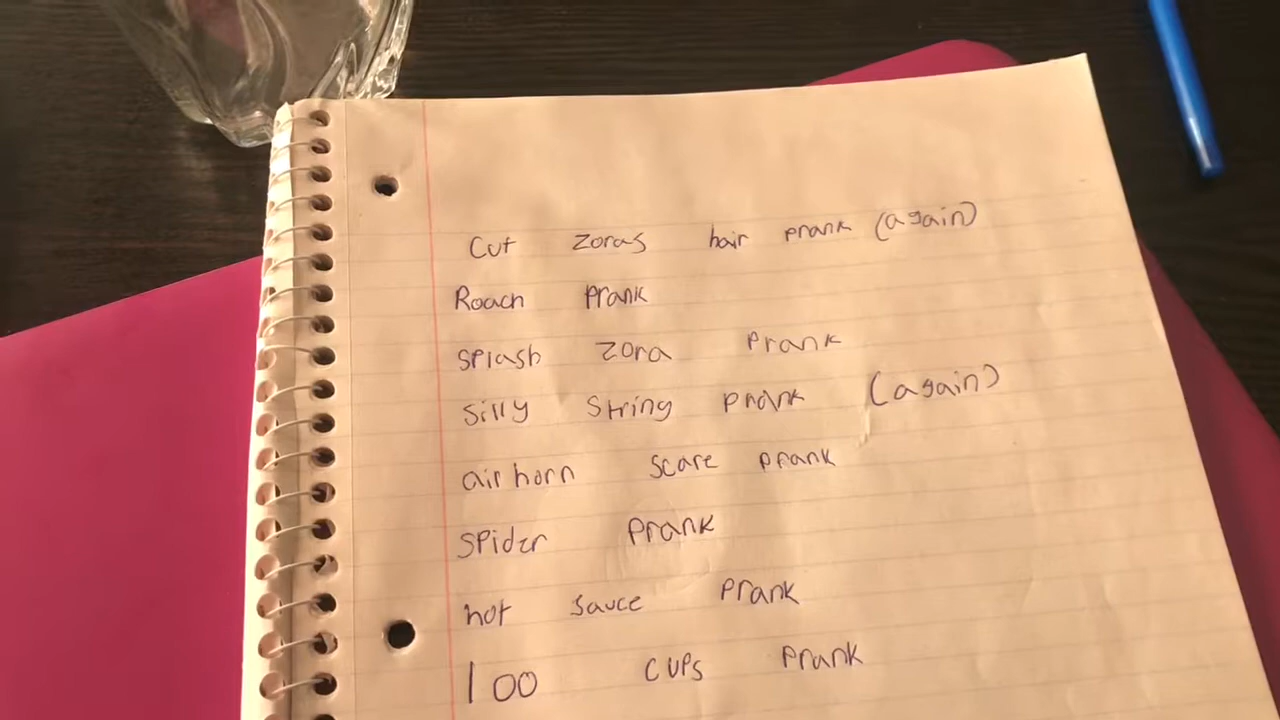 Cut zoras hair prank (again)
Roach prank
Splash zora prank
Silly String prank (again)
air horn scare prank
Spider prank
hot sauce prank
100 cups prank